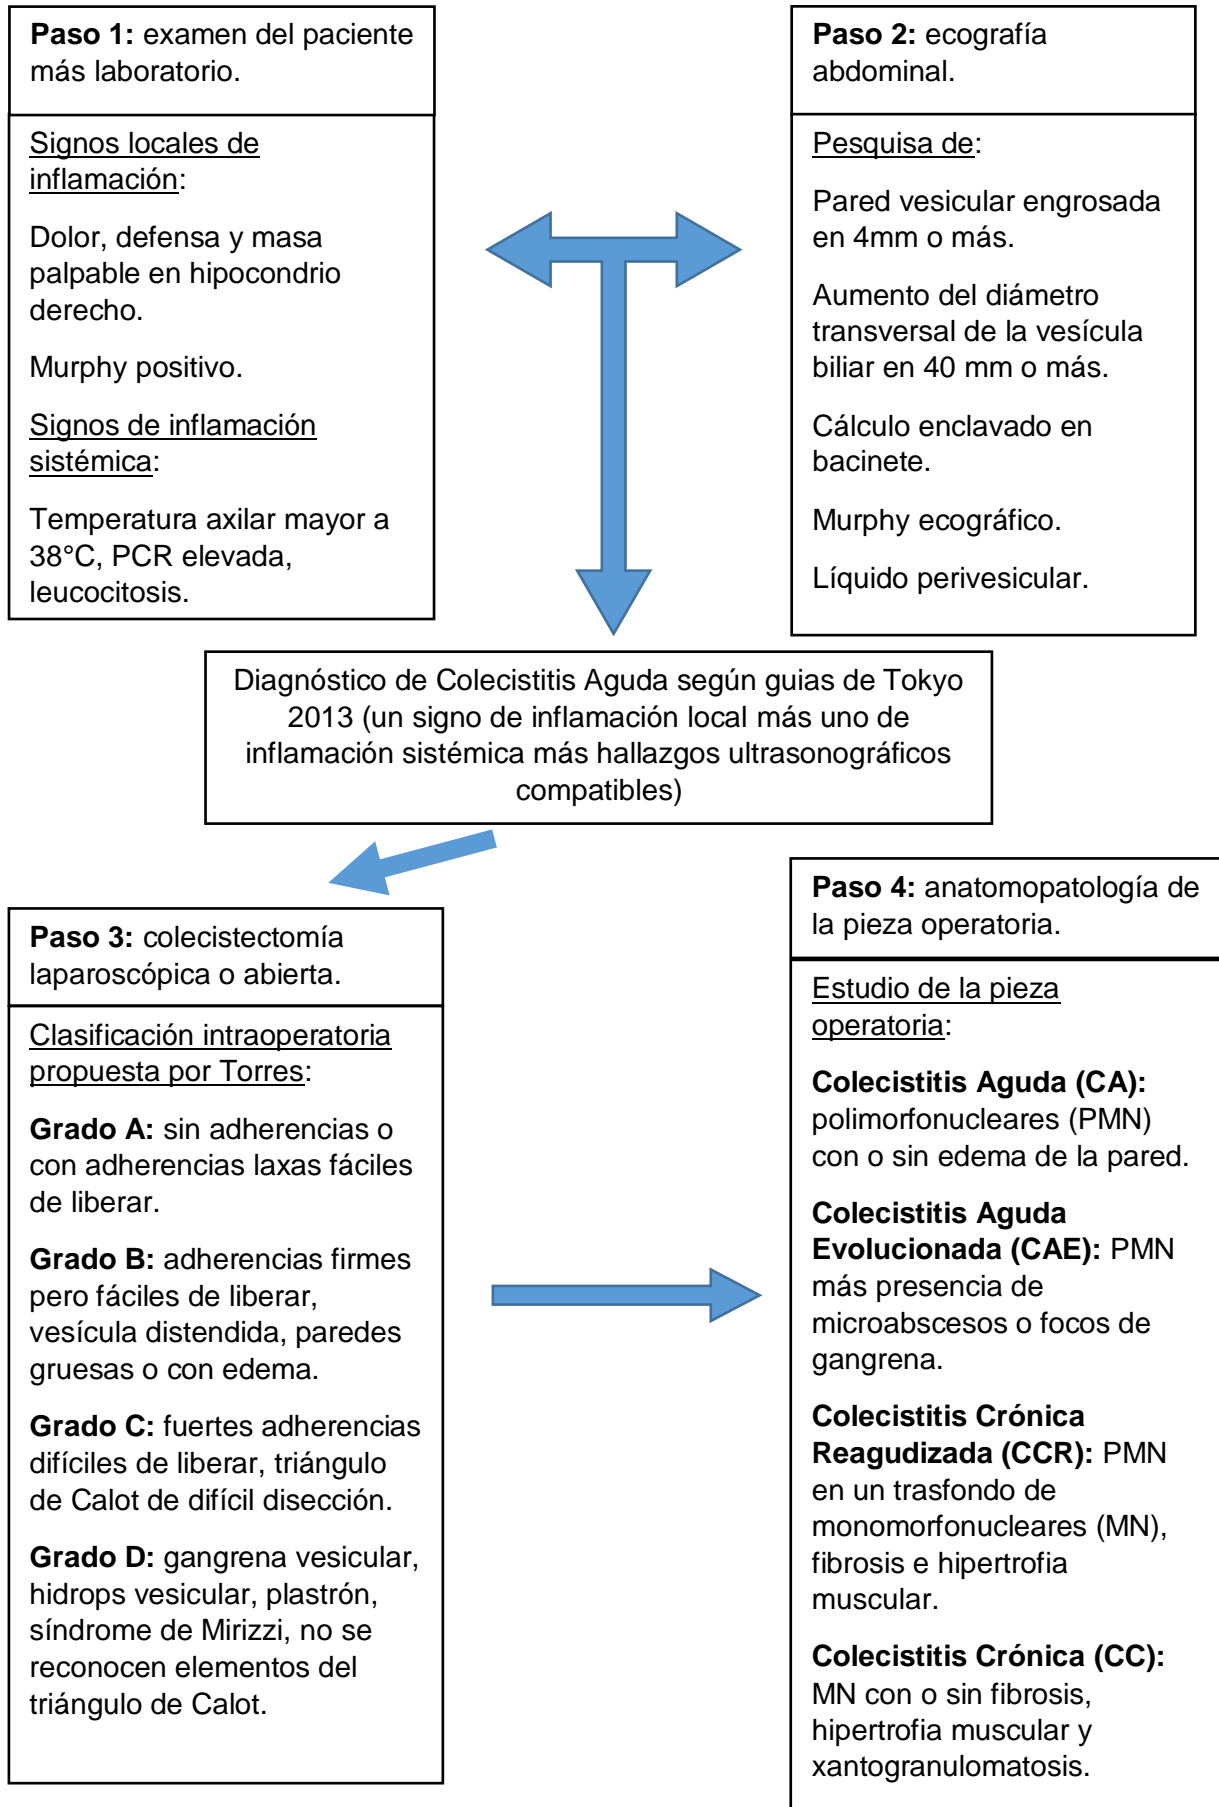 Paso 1: examen del paciente
más laboratorio.
Signos locales de
inflamación:
Dolor, defensa y masa
palpable en hipocondrio
derecho.
Murphy positivo.
Signos de inflamación
sistémica:
Temperatura axilar mayor a
38°C, PCR elevada,
leucocitosis.
Paso 2: ecografía
abdominal.
Pesquisa de:
Pared vesicular engrosada
en 4mm o más.
Aumento del diámetro
transversal de la vesícula
biliar en 40 mm o más.
Cálculo enclavado en
bacinete.
Murphy ecográfico.
Líquido perivesicular.
Diagnóstico de Colecistitis Aguda según guias de Tokyo
2013 (un signo de inflamación local más uno de
inflamación sistémica más hallazgos ultrasonográficos
compatibles)
Paso 3: colecistectomía
laparoscópica o abierta.
Clasificación intraoperatoria
propuesta por Torres:
Grado A: sin adherencias o
con adherencias laxas fáciles
de liberar.
Grado B: adherencias firmes
pero fáciles de liberar,
vesícula distendida, paredes
gruesas o con edema.
Grado C: fuertes adherencias
difíciles de liberar, triángulo
de Calot de difícil disección.
Grado D: gangrena vesicular,
hidrops vesicular, plastrón,
síndrome de Mirizzi, no se
reconocen elementos del
triángulo de Calot.
Paso 4: anatomopatología de
la pieza operatoria.
Estudio de la pieza
operatoria:
Colecistitis Aguda (CA):
polimorfonucleares (PMN)
con o sin edema de la pared.
Colecistitis Aguda
Evolucionada (CAE): PMN
más presencia de
microabscesos o focos de
gangrena.
Colecistitis Crónica
Reagudizada (CCR): PMN
en un trasfondo de
monomorfonucleares (MN),
fibrosis e hipertrofia
muscular.
Colecistitis Crónica (CC):
MN con o sin fibrosis,
hipertrofia muscular y
xantogranulomatosis.